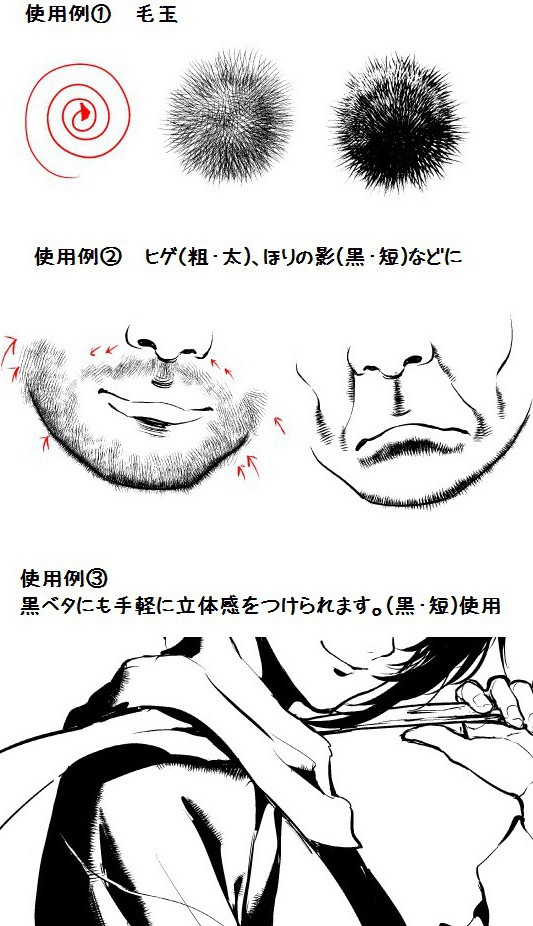 使用例① 毛玉
使用例② ヒゲ(粗・太)、ほりの影(黒・短)などに
使用例③
黒ベタにも手軽に立体感をつけられます。(黒・短)使用